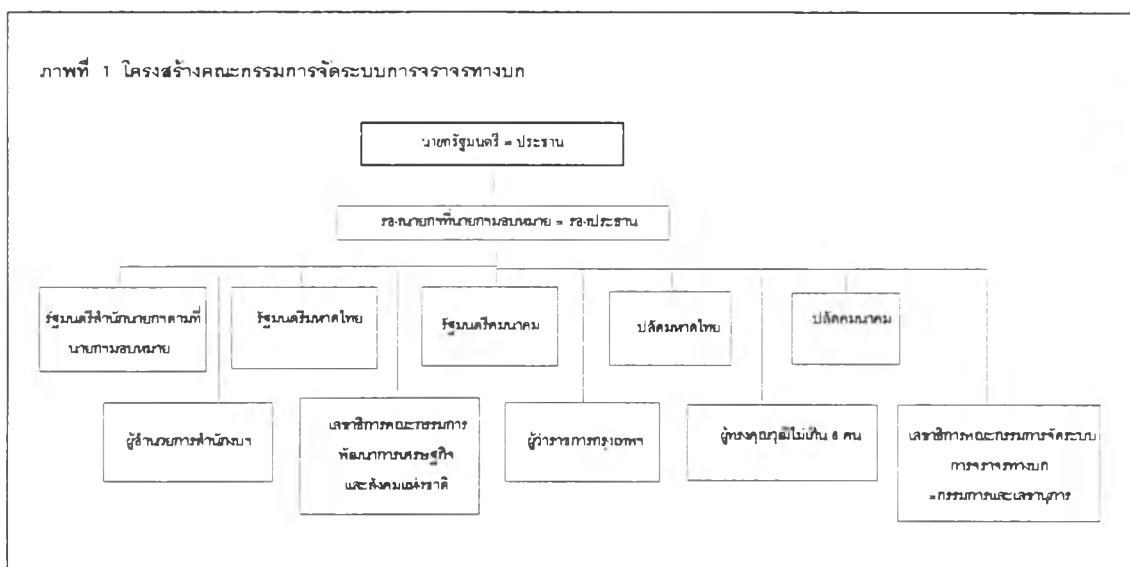 ภาพที่ 1 โครงสร้างคณะกรรมการจัดระบบการจราจรทางบก
นายกรัฐมนตรี = ประธาน
รองนายกฯที่นายกฯมอบหมาย = รองประธาน
รัฐมนตรีสำนักนายกฯตามที่
นายกฯมอบหมาย
รัฐมนตรีมหาดไทย
รัฐมนตรีคมนาคม
ปลัดมหาดไทย
ปลัดคมนาคม
ผู้อำนวยการสำนักงบฯ
เลขาธิการคณะกรรมการ
พัฒนาการเศรษฐกิจ
และสังคมแห่งชาติ
ผู้ว่าราชการกรุงเทพฯ
ผู้ทรงคุณวุฒิไม่เกิน 6 คน
เลขาธิการคณะกรรมการจัดระบบ
การจราจรทางบก
=กรรมการและเลขานุการ